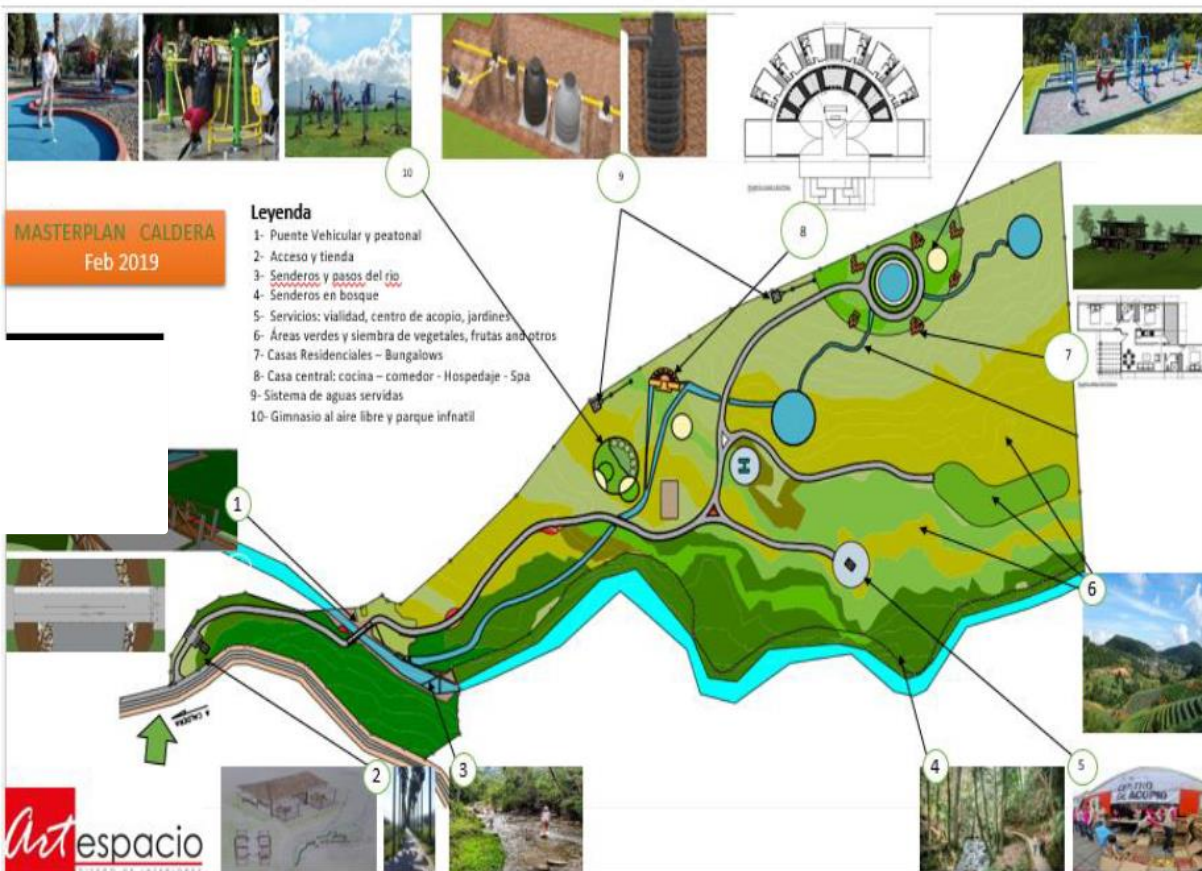 MASTERPLAN CALDERA
Feb 2019
Leyenda
1- Puente Vehicular y peatonal
2- Acceso y tienda
3- Senderos y pasos del rio
4- Senderos en bosque
5- Servicios: vialidad, centro de acopio, jardines
6- Áreas verdes y siembra de vegetales, frutas and otros
7- Casas Residenciales – Bungalows
8- Casa central: cocina – comedor - Hospedaje - Spa
9- Sistema de aguas servidas
10- Gimnasio al aire libre y parque infnatil
10
9
8
7
1
H
6
A CALDERA
2
3
4
5
CENTRO
DE ACOPIO
Art espacio